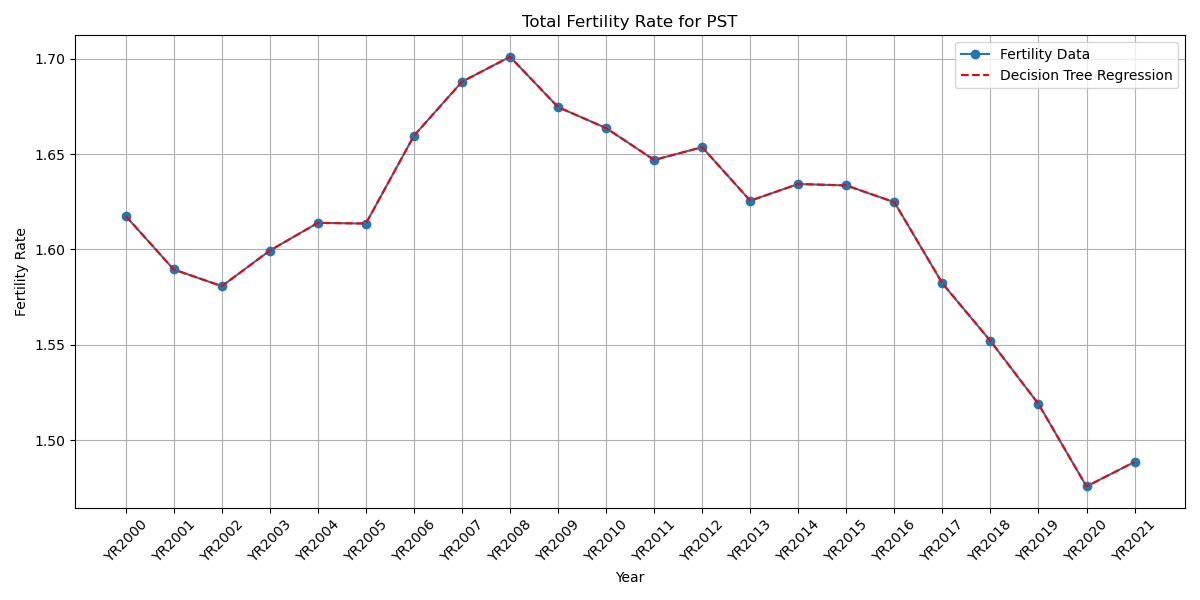 Total Fertility Rate for PST
Fertility Data
Decision Tree Regression
Fertility Rate
1.70
1.65
1.60
1.55
1.50
YR2000
YR2001
YR2002
YR2003
YR2004
YR2005
YR2006
YR2007
YR2008
YR2009
YR2010
YR2011
YR2012
YR2013
YR2014
YR2015
YR2016
YR2017
YR2018
YR2019
YR2020
YR2021
Year